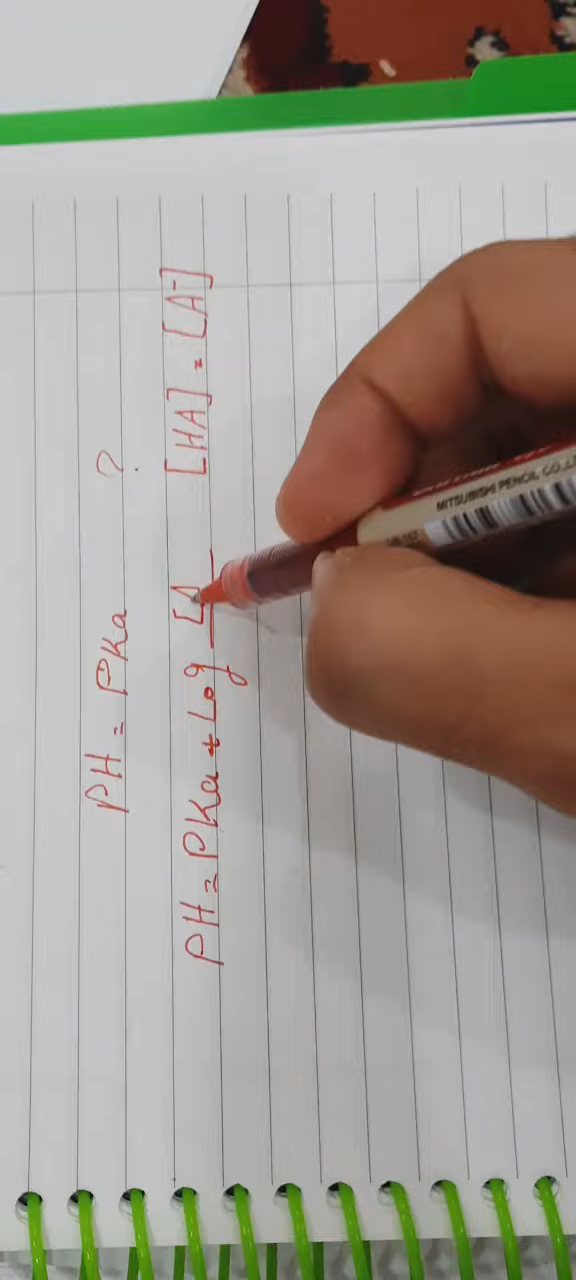 PH = PKa ?
PH = PKa + Log [A [HA] = [A-]
MITSUBISHI PENCIL CO.,L